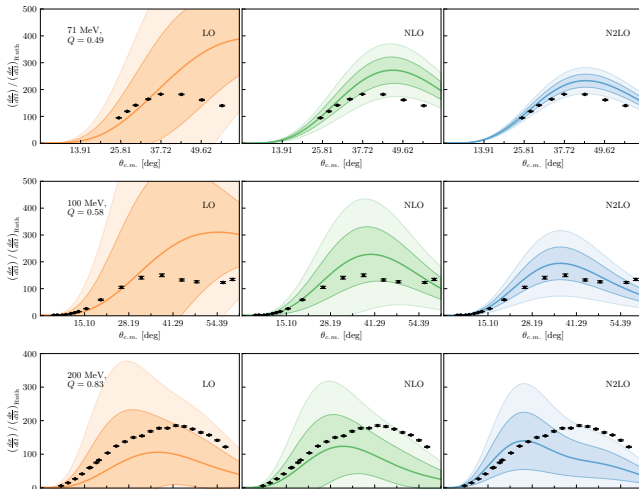 71 MeV, Q = 0.49 LO NLO N2LO
(dσ/dΩ) / (dσ/dΩ)Ruth
500
400
300
200
100
0
13.91 25.81 37.72 49.62 13.91 25.81 37.72 49.62 13.91 25.81 37.72 49.62
θc.m. [deg] θc.m. [deg] θc.m. [deg]
100 MeV, Q = 0.58 LO NLO N2LO
(dσ/dΩ) / (dσ/dΩ)Ruth
500
400
300
200
100
0
15.10 28.19 41.29 54.39 15.10 28.19 41.29 54.39 15.10 28.19 41.29 54.39
θc.m. [deg] θc.m. [deg] θc.m. [deg]
200 MeV, Q = 0.83 LO NLO N2LO
(dσ/dΩ) / (dσ/dΩ)Ruth
400
300
200
100
0